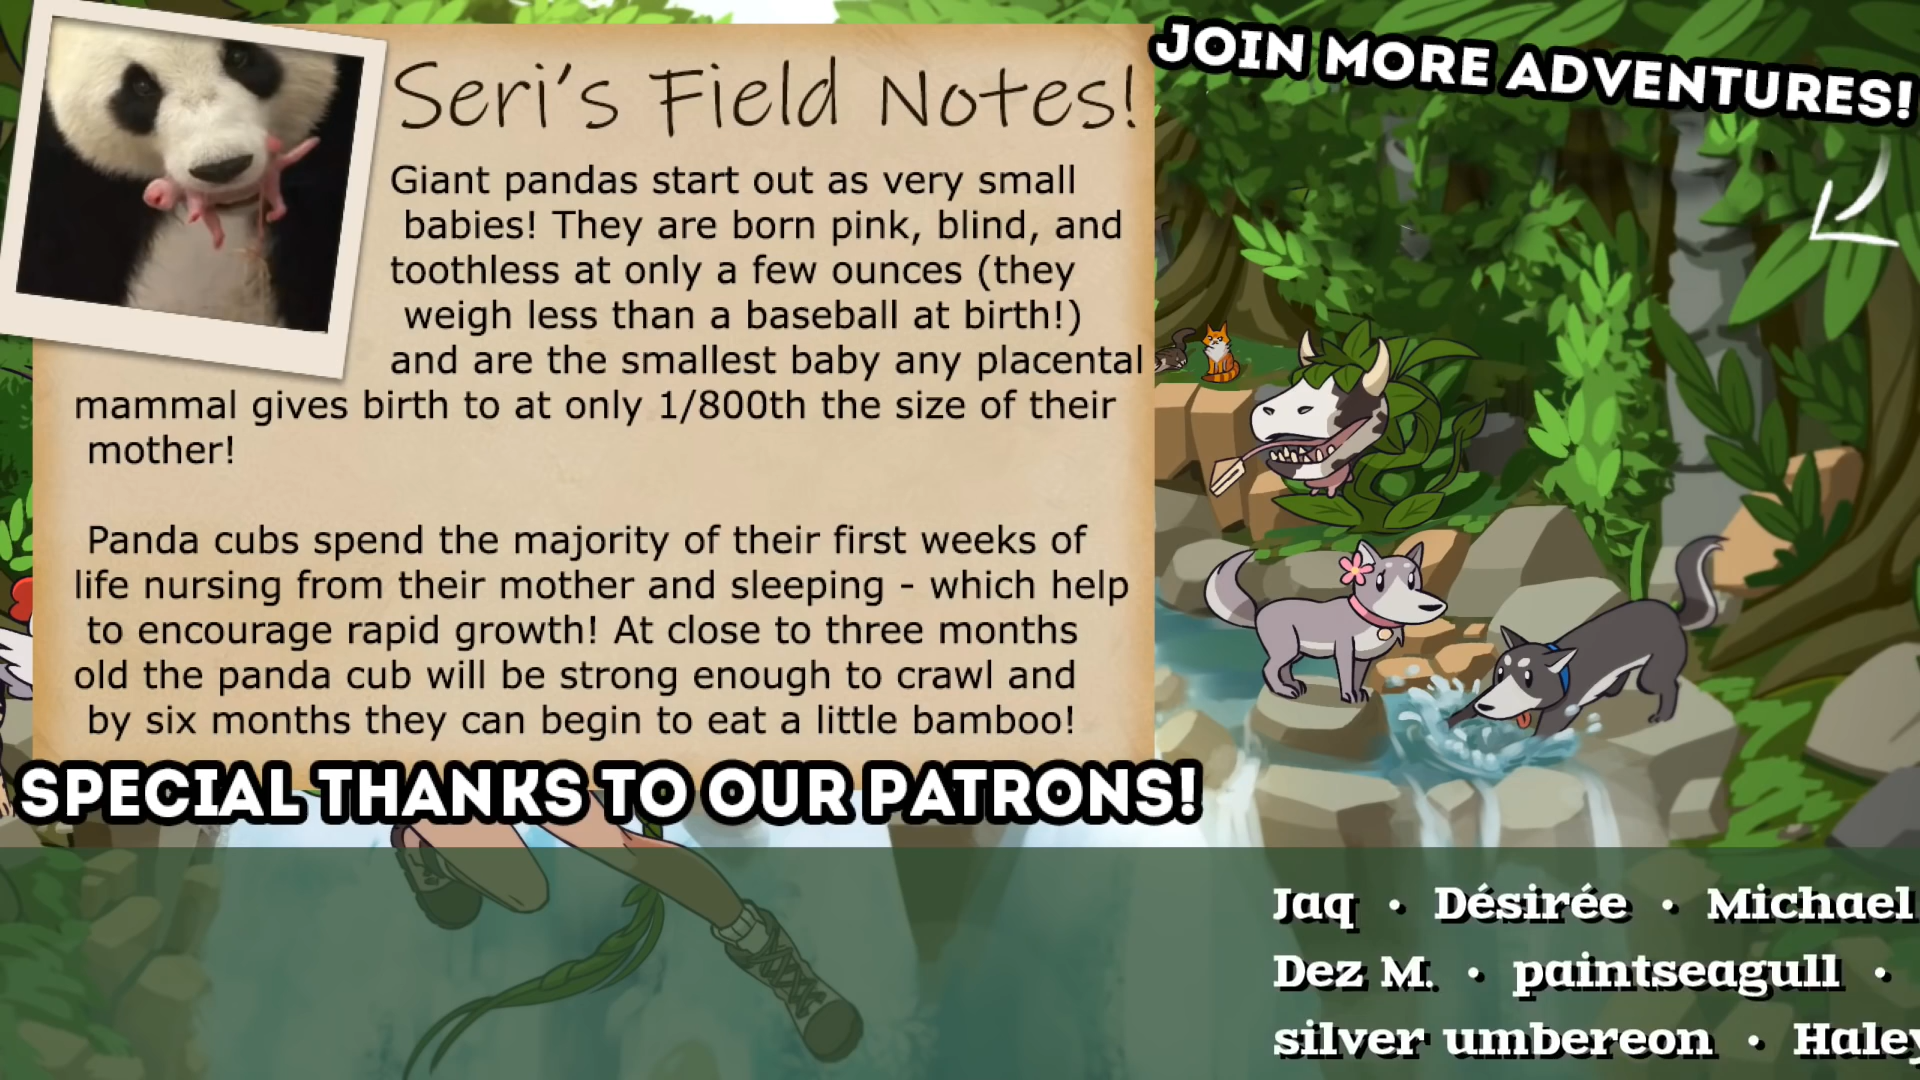 Seri's Field Notes!
JOIN MORE ADVENTURES!
Giant pandas start out as very small
babies! They are born pink, blind, and
toothless at only a few ounces (they
weigh less than a baseball at birth!)
and are the smallest baby any placental
mammal gives birth to at only 1/800th the size of their
mother!
Panda cubs spend the majority of their first weeks of
life nursing from their mother and sleeping - which help
to encourage rapid growth! At close to three months
old the panda cub will be strong enough to crawl and
by six months they can begin to eat a little bamboo!
SPECIAL THANKS TO OUR PATRONS!
Jaq • Désirée • Michael
Dez M. • paintseagull •
silver umbereon • Haley